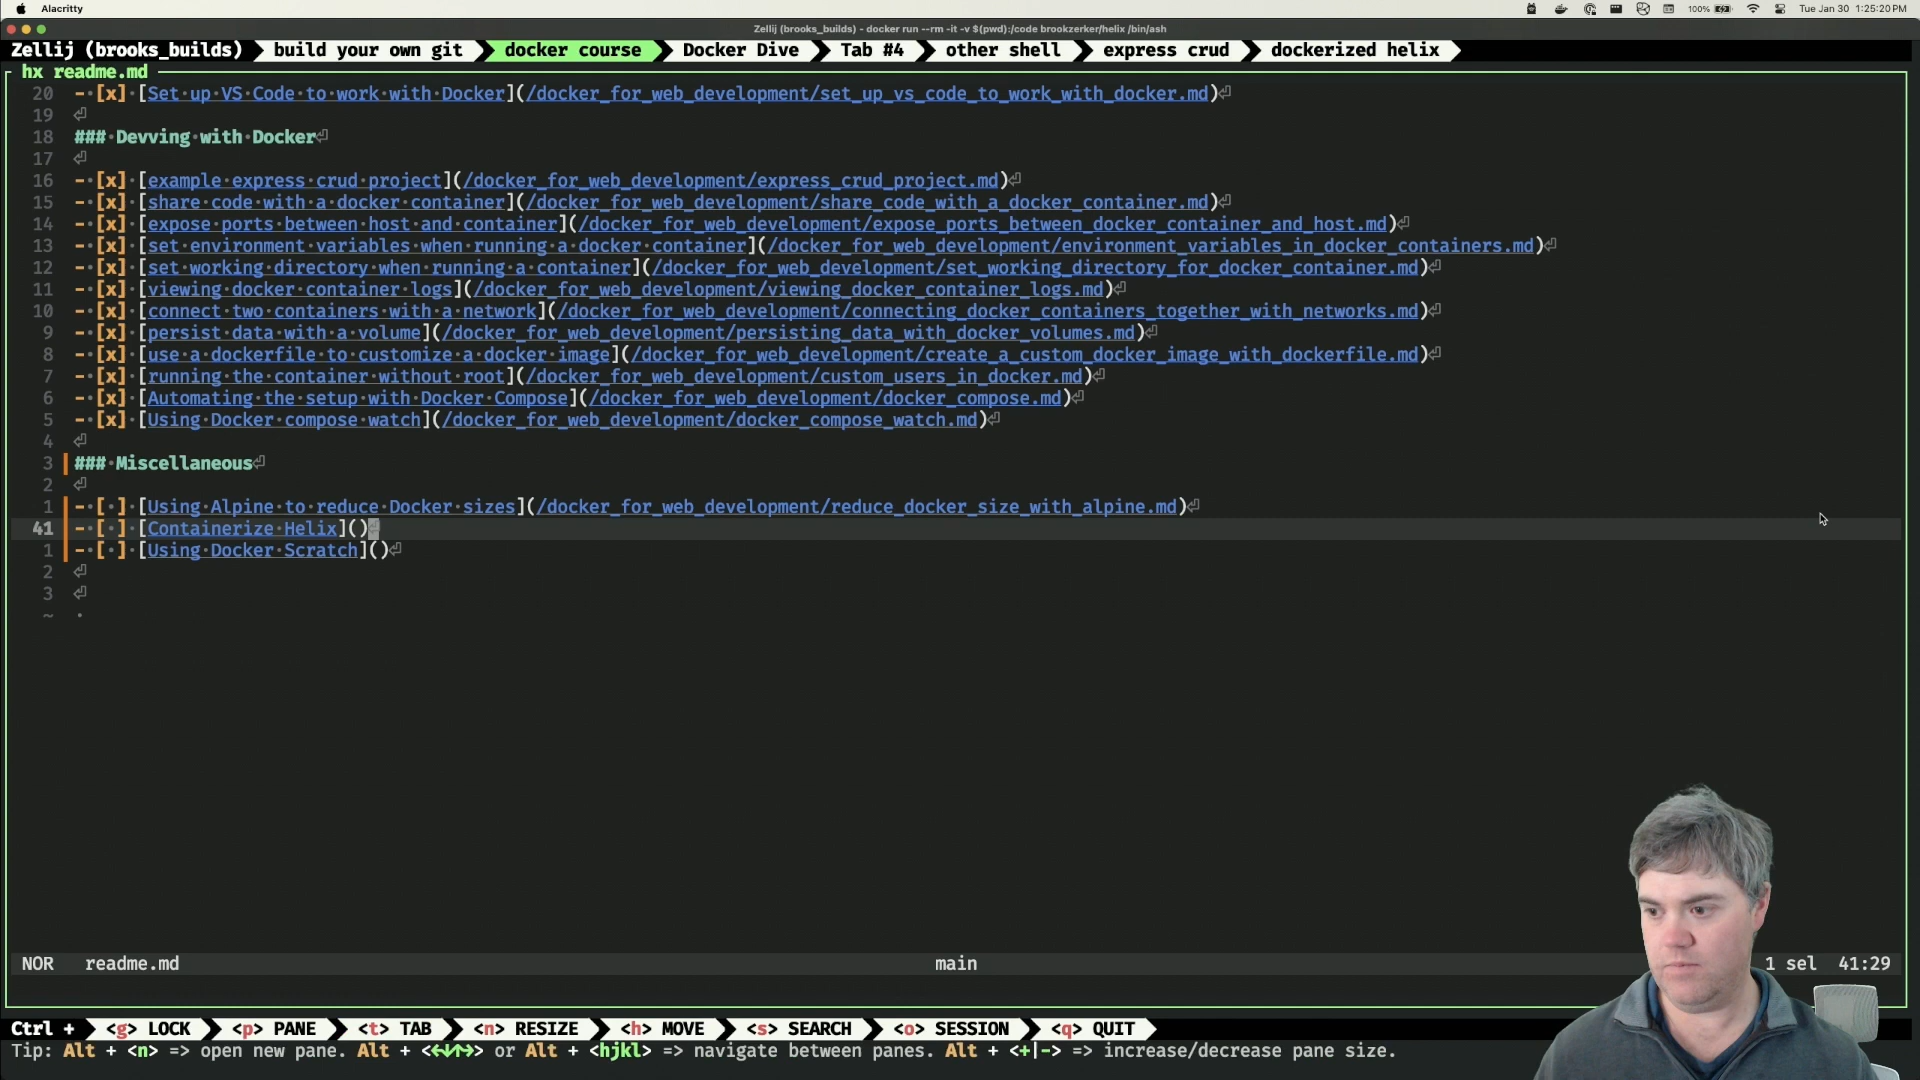 Alacritty
100% Tue Jan 30 1:25:20 PM
Zellij (brooks_builds) - docker run --rm -it -v $(pwd):/code brookzerker/helix /bin/ash
Zellij (brooks_builds) build your own git docker course Docker Dive Tab #4 other shell express crud dockerized helix
hx readme.md
20 - [x] [Set up VS Code to work with Docker](/docker_for_web_development/set_up_vs_code_to_work_with_docker.md)
19
18 ### Devving with Docker
17
16 - [x] [example express crud project](/docker_for_web_development/express_crud_project.md)
15 - [x] [share code with a docker container](/docker_for_web_development/share_code_with_a_docker_container.md)
14 - [x] [expose ports between host and container](/docker_for_web_development/expose_ports_between_docker_container_and_host.md)
13 - [x] [set environment variables when running a docker container](/docker_for_web_development/environment_variables_in_docker_containers.md)
12 - [x] [set working directory when running a container](/docker_for_web_development/set_working_directory_for_docker_container.md)
11 - [x] [viewing docker container logs](/docker_for_web_development/viewing_docker_container_logs.md)
10 - [x] [connect two containers with a network](/docker_for_web_development/connecting_docker_containers_together_with_networks.md)
9 - [x] [persist data with a volume](/docker_for_web_development/persisting_data_with_docker_volumes.md)
8 - [x] [use a dockerfile to customize a docker image](/docker_for_web_development/create_a_custom_docker_image_with_dockerfile.md)
7 - [x] [running the container without root](/docker_for_web_development/custom_users_in_docker.md)
6 - [x] [Automating the setup with Docker Compose](/docker_for_web_development/docker_compose.md)
5 - [x] [Using Docker compose watch](/docker_for_web_development/docker_compose_watch.md)
4
3 ### Miscellaneous
2
1 - [ ] [Using Alpine to reduce Docker sizes](/docker_for_web_development/reduce_docker_size_with_alpine.md)
41 - [ ] [Containerize Helix]()
1 - [ ] [Using Docker Scratch]()
2
3
~
NOR readme.md main 1 sel 41:29
Ctrl + <g> LOCK <p> PANE <t> TAB <n> RESIZE <h> MOVE <s> SEARCH <o> SESSION <q> QUIT
Tip: Alt + <n> => open new pane. Alt + <←↓↑→> or Alt + <hjkl> => navigate between panes. Alt + <+|-> => increase/decrease pane size.